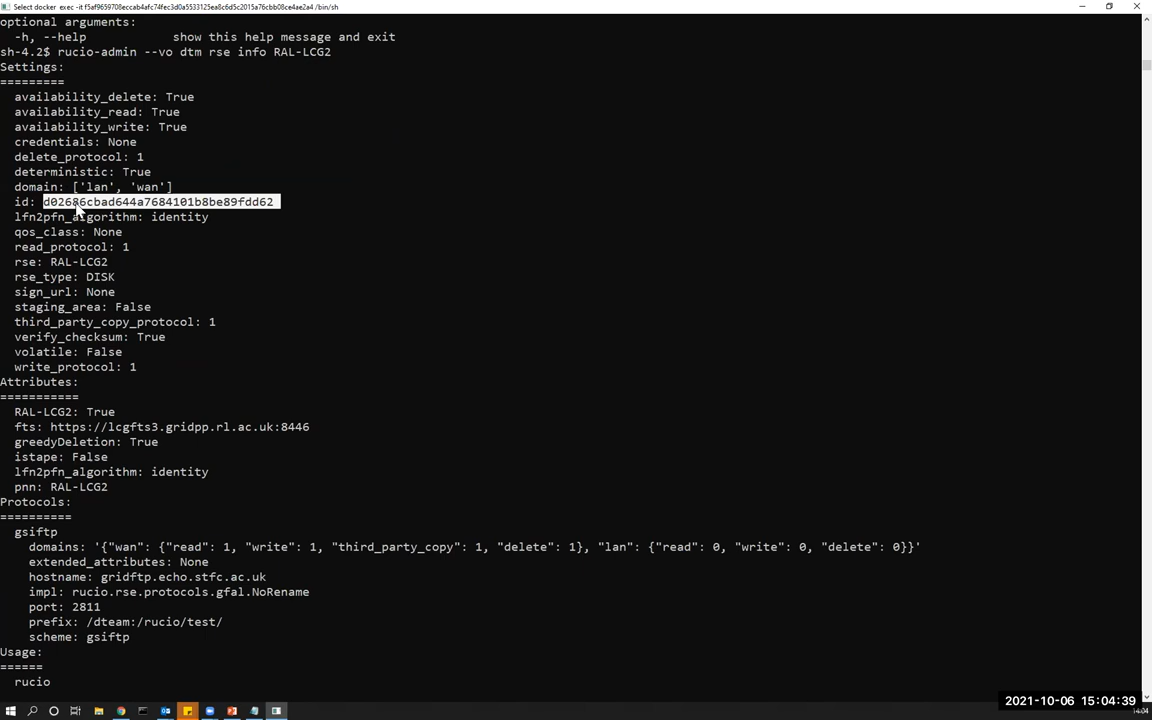 Select docker exec -it f5af9659708eccab4afc74fec3d0a5533125ea8c6d5c2015a76cbb08ce4ae2a4 /bin/sh
optional arguments:
  -h, --help            show this help message and exit
sh-4.2$ rucio-admin --vo dtm rse info RAL-LCG2
Settings:
=========
  availability_delete: True
  availability_read: True
  availability_write: True
  credentials: None
  delete_protocol: 1
  deterministic: True
  domain: ['lan', 'wan']
  id: d02686cbad644a7684101b8be89fdd62
  lfn2pfn_algorithm: identity
  qos_class: None
  read_protocol: 1
  rse: RAL-LCG2
  rse_type: DISK
  sign_url: None
  staging_area: False
  third_party_copy_protocol: 1
  verify_checksum: True
  volatile: False
  write_protocol: 1
Attributes:
===========
  RAL-LCG2: True
  fts: https://lcgfts3.gridpp.rl.ac.uk:8446
  greedyDeletion: True
  istape: False
  lfn2pfn_algorithm: identity
  pnn: RAL-LCG2
Protocols:
==========
  gsiftp
    domains: '{"wan": {"read": 1, "write": 1, "third_party_copy": 1, "delete": 1}, "lan": {"read": 0, "write": 0, "delete": 0}}'
    extended_attributes: None
    hostname: gridftp.echo.stfc.ac.uk
    impl: rucio.rse.protocols.gfal.NoRename
    port: 2811
    prefix: /dteam:/rucio/test/
    scheme: gsiftp
Usage:
======
  rucio
2021-10-06 15:04:39
14:04